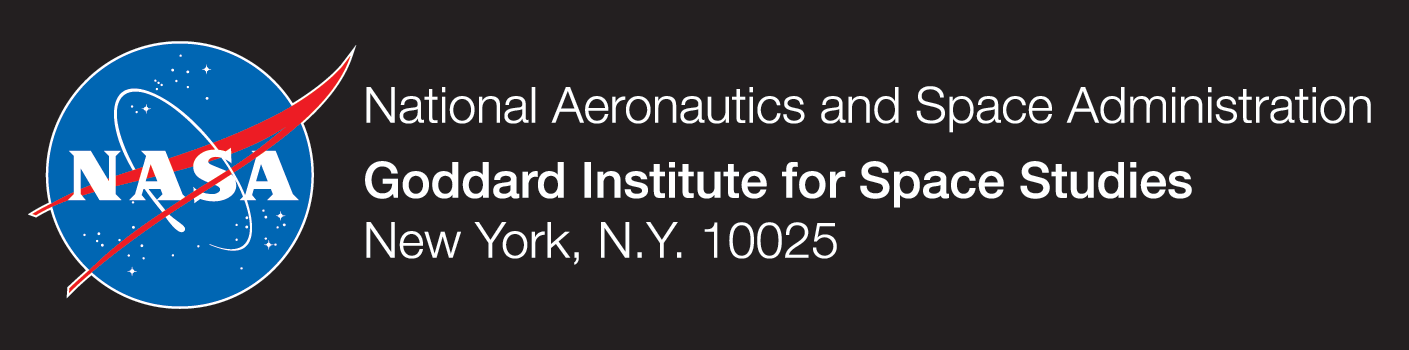 NASA
National Aeronautics and Space Administration
Goddard Institute for Space Studies
New York, N.Y. 10025